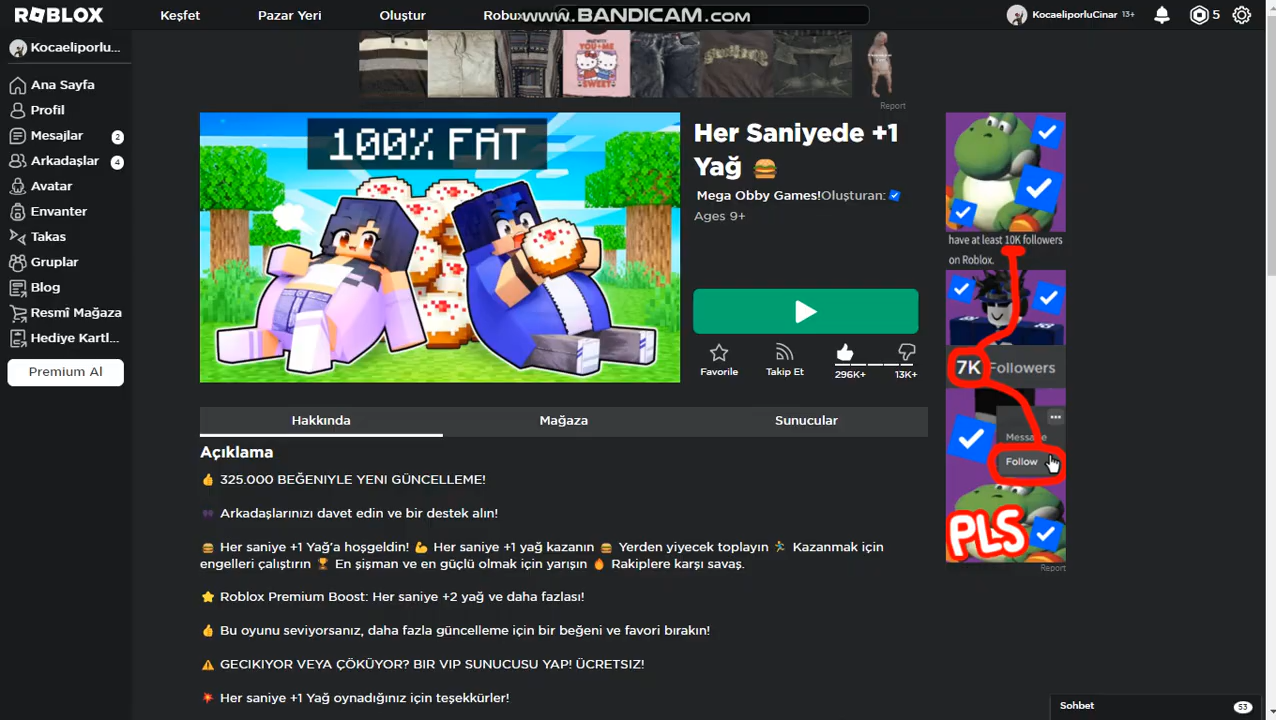 ROBLOX
Keşfet
Pazar Yeri
Oluştur
Robux
www.BANDICAM.com
KocaeliporluCinar 13+
5
KocaeliporIu...
Ana Sayfa
Profil
Mesajlar 2
Arkadaşlar 4
Avatar
Envanter
Takas
Gruplar
Blog
Resmî Mağaza
Hediye Kartl...
Premium Al
YOU+ME
SWEET
Report
100% FAT
Her Saniyede +1
Yağ 🍔
Mega Obby Games!Oluşturan:
Ages 9+
Favorile
Takip Et
296K+
13K+
Hakkında
Mağaza
Sunucular
Açıklama
👍 325.000 BEĞENIYLE YENI GÜNCELLEME!
Arkadaşlarınızı davet edin ve bir destek alın!
🍔 Her saniye +1 Yağ'a hoşgeldin! 💪 Her saniye +1 yağ kazanın 🍔 Yerden yiyecek toplayın 🏃 Kazanmak için
engelleri çalıştırın 🏆 En şişman ve en güçlü olmak için yarışın 🔥 Rakiplere karşı savaş.
⭐ Roblox Premium Boost: Her saniye +2 yağ ve daha fazlası!
👍 Bu oyunu seviyorsanız, daha fazla güncelleme için bir beğeni ve favori bırakın!
⚠️ GECIKIYOR VEYA ÇÖKÜYOR? BIR VIP SUNUCUSU YAP! ÜCRETSIZ!
💥 Her saniye +1 Yağ oynadığınız için teşekkürler!
have at least 10K followers
on Roblox.
7K Followers
Message
Follow
PLS
Report
Sohbet
53